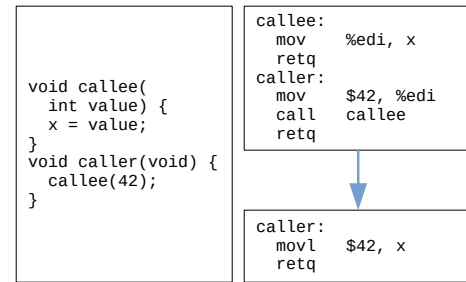 void callee(
  int value) {
  x = value;
}
void caller(void) {
  callee(42);
}
callee:
  mov    %edi, x
  retq
caller:
  mov    $42, %edi
  call   callee
  retq
caller:
  movl   $42, x
  retq